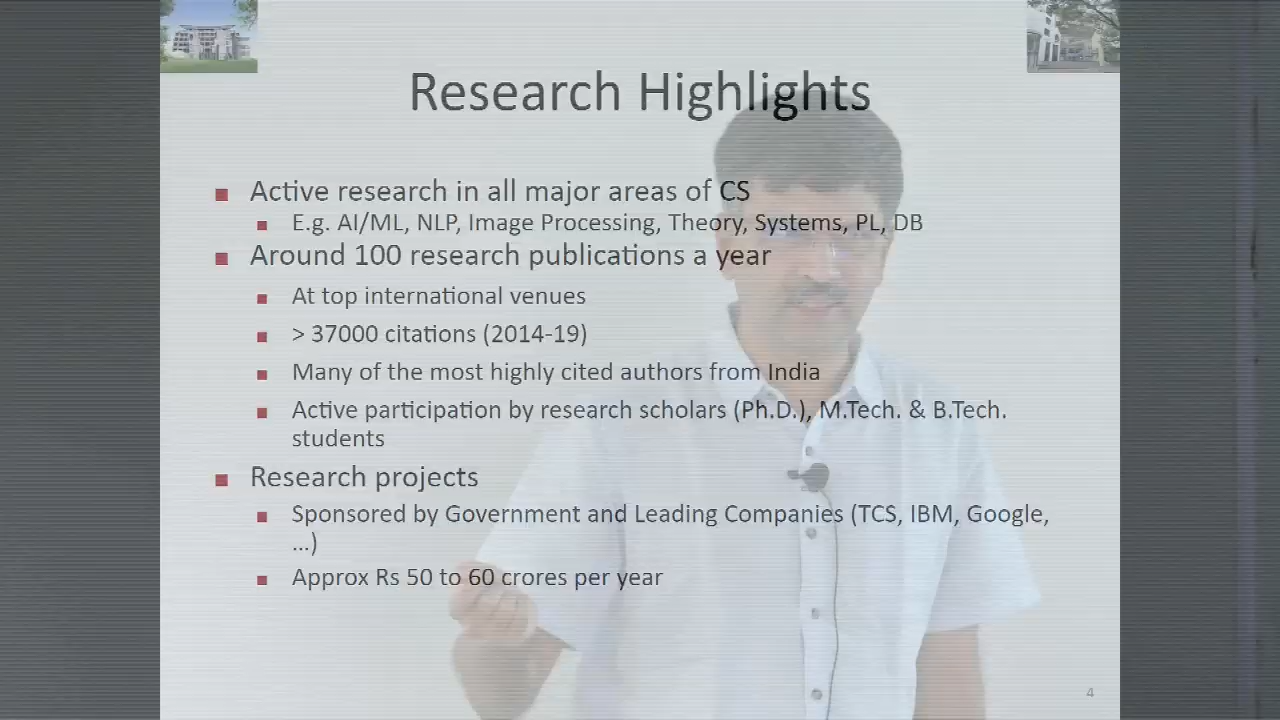 Research Highlights
Active research in all major areas of CS
E.g. AI/ML, NLP, Image Processing, Theory, Systems, PL, DB
Around 100 research publications a year
At top international venues
> 37000 citations (2014-19)
Many of the most highly cited authors from India
Active participation by research scholars (Ph.D.), M.Tech. & B.Tech.
students
Research projects
Sponsored by Government and Leading Companies (TCS, IBM, Google,
...)
Approx Rs 50 to 60 crores per year
4